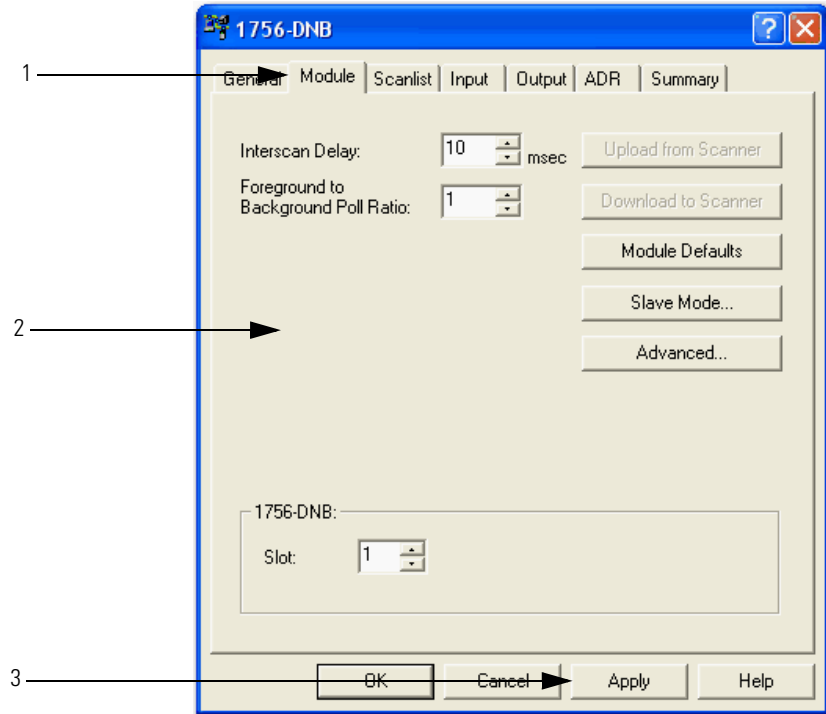 1756-DNB
1
General Module Scanlist Input Output ADR Summary
Interscan Delay: 10 msec Upload from Scanner
Foreground to
Background Poll Ratio: 1 Download to Scanner
Module Defaults
Slave Mode...
2
Advanced...
1756-DNB:
Slot: 1
3
OK Cancel Apply Help